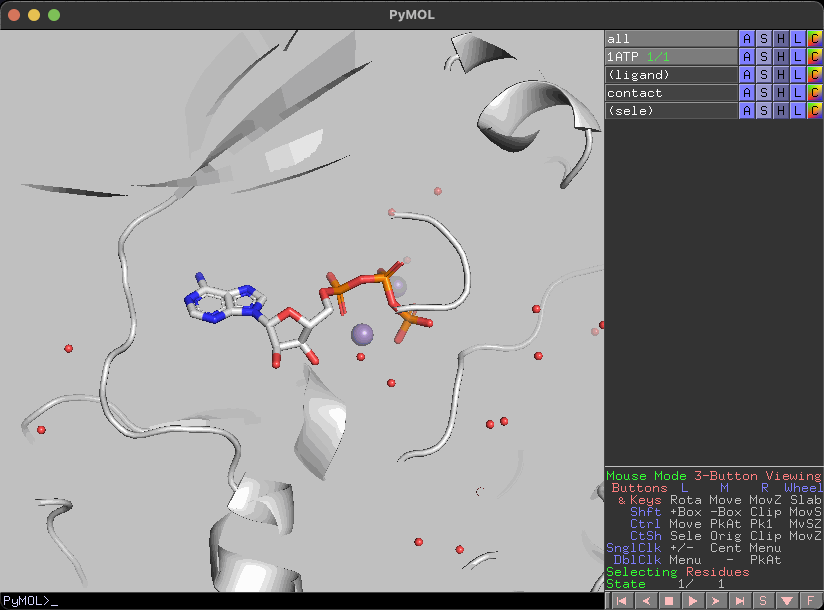 PyMOL
all A S H L C
1ATP 1/1 A S H L C
(ligand) A S H L C
contact A S H L C
(sele) A S H L C
Mouse Mode 3-Button Viewing
Buttons L M R Wheel
& Keys Rota Move MovZ Slab
Shft +Box -Box Clip MovS
Ctrl Move PkAt Pk1 MvSZ
CtSh Sele Orig Clip MovZ
SnglClk +/- Cent Menu
DblClk Menu - PkAt
Selecting Residues
State 1/ 1
PyMOL>_ S F